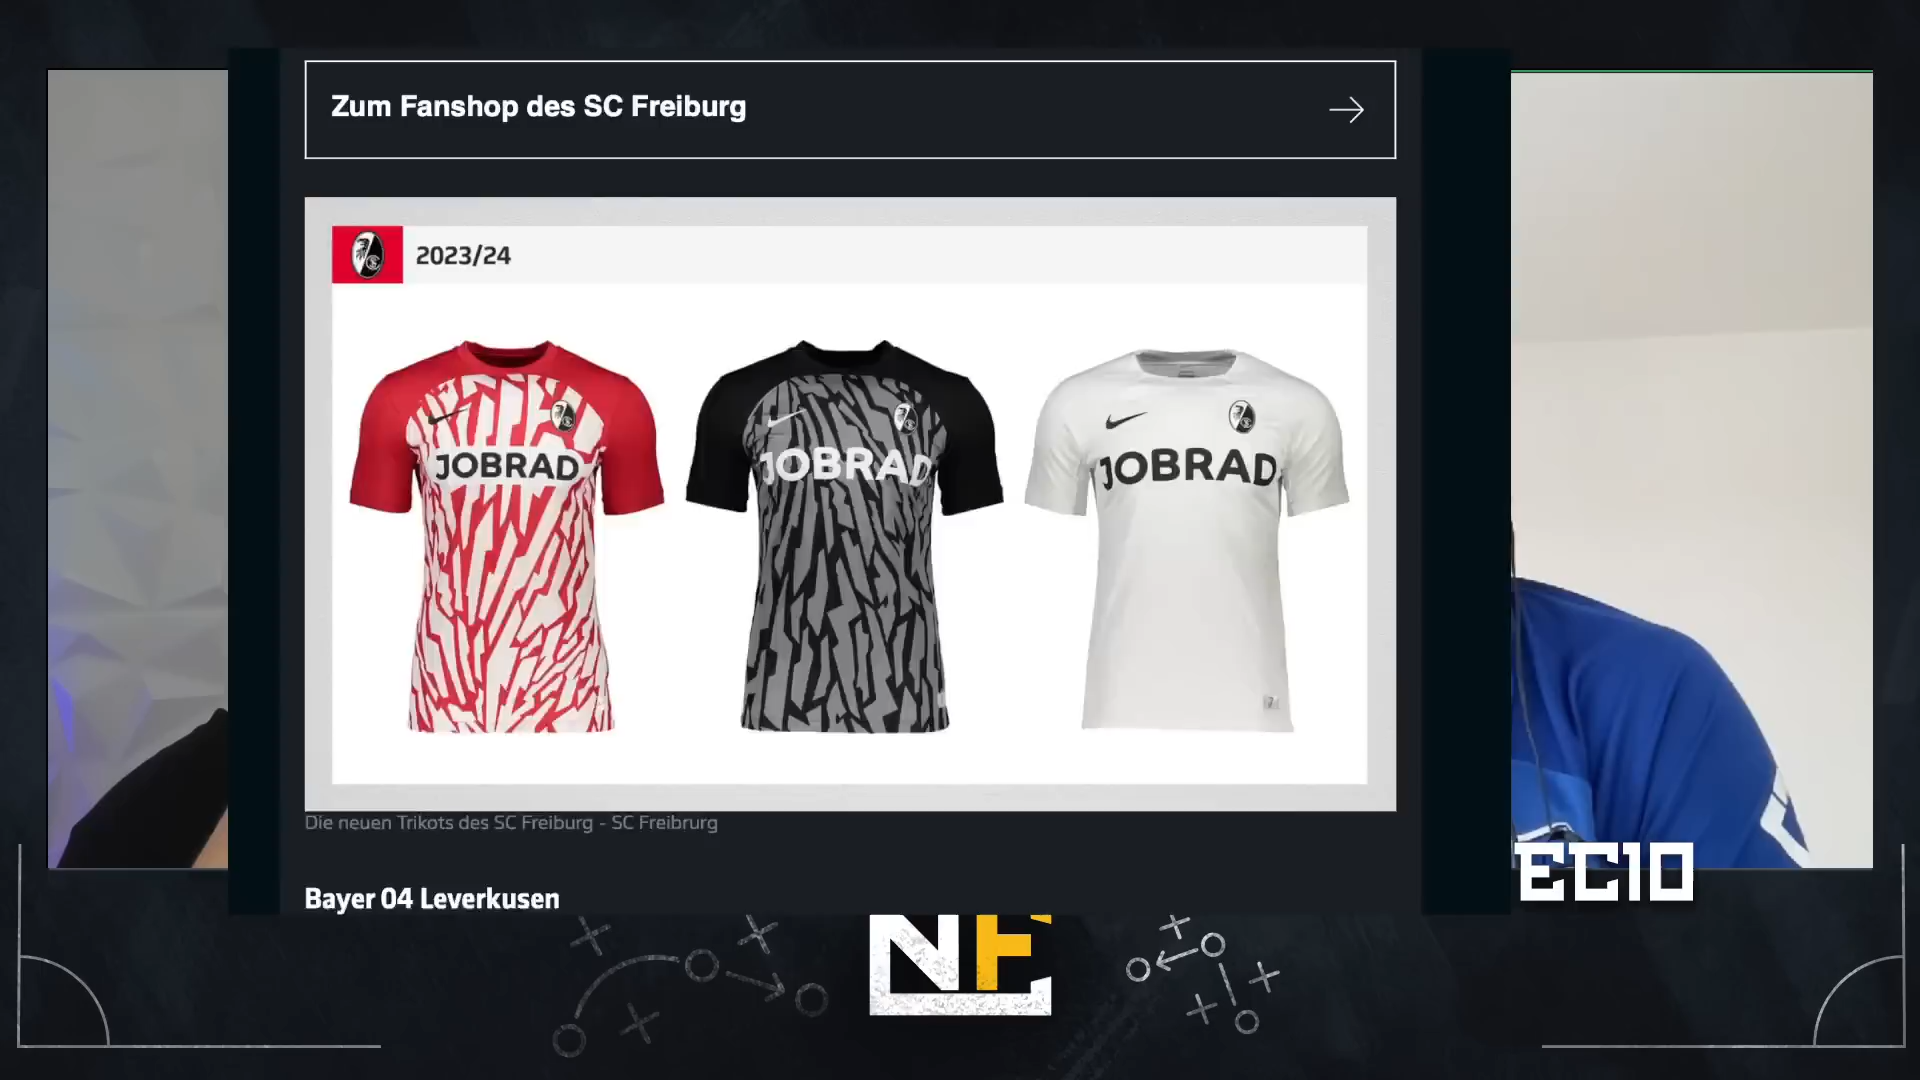 Zum Fanshop des SC Freiburg
2023/24
JOBRAD
JOBRAD
JOBRAD
Die neuen Trikots des SC Freiburg - SC Freibrurg
Bayer 04 Leverkusen
EC10
NE